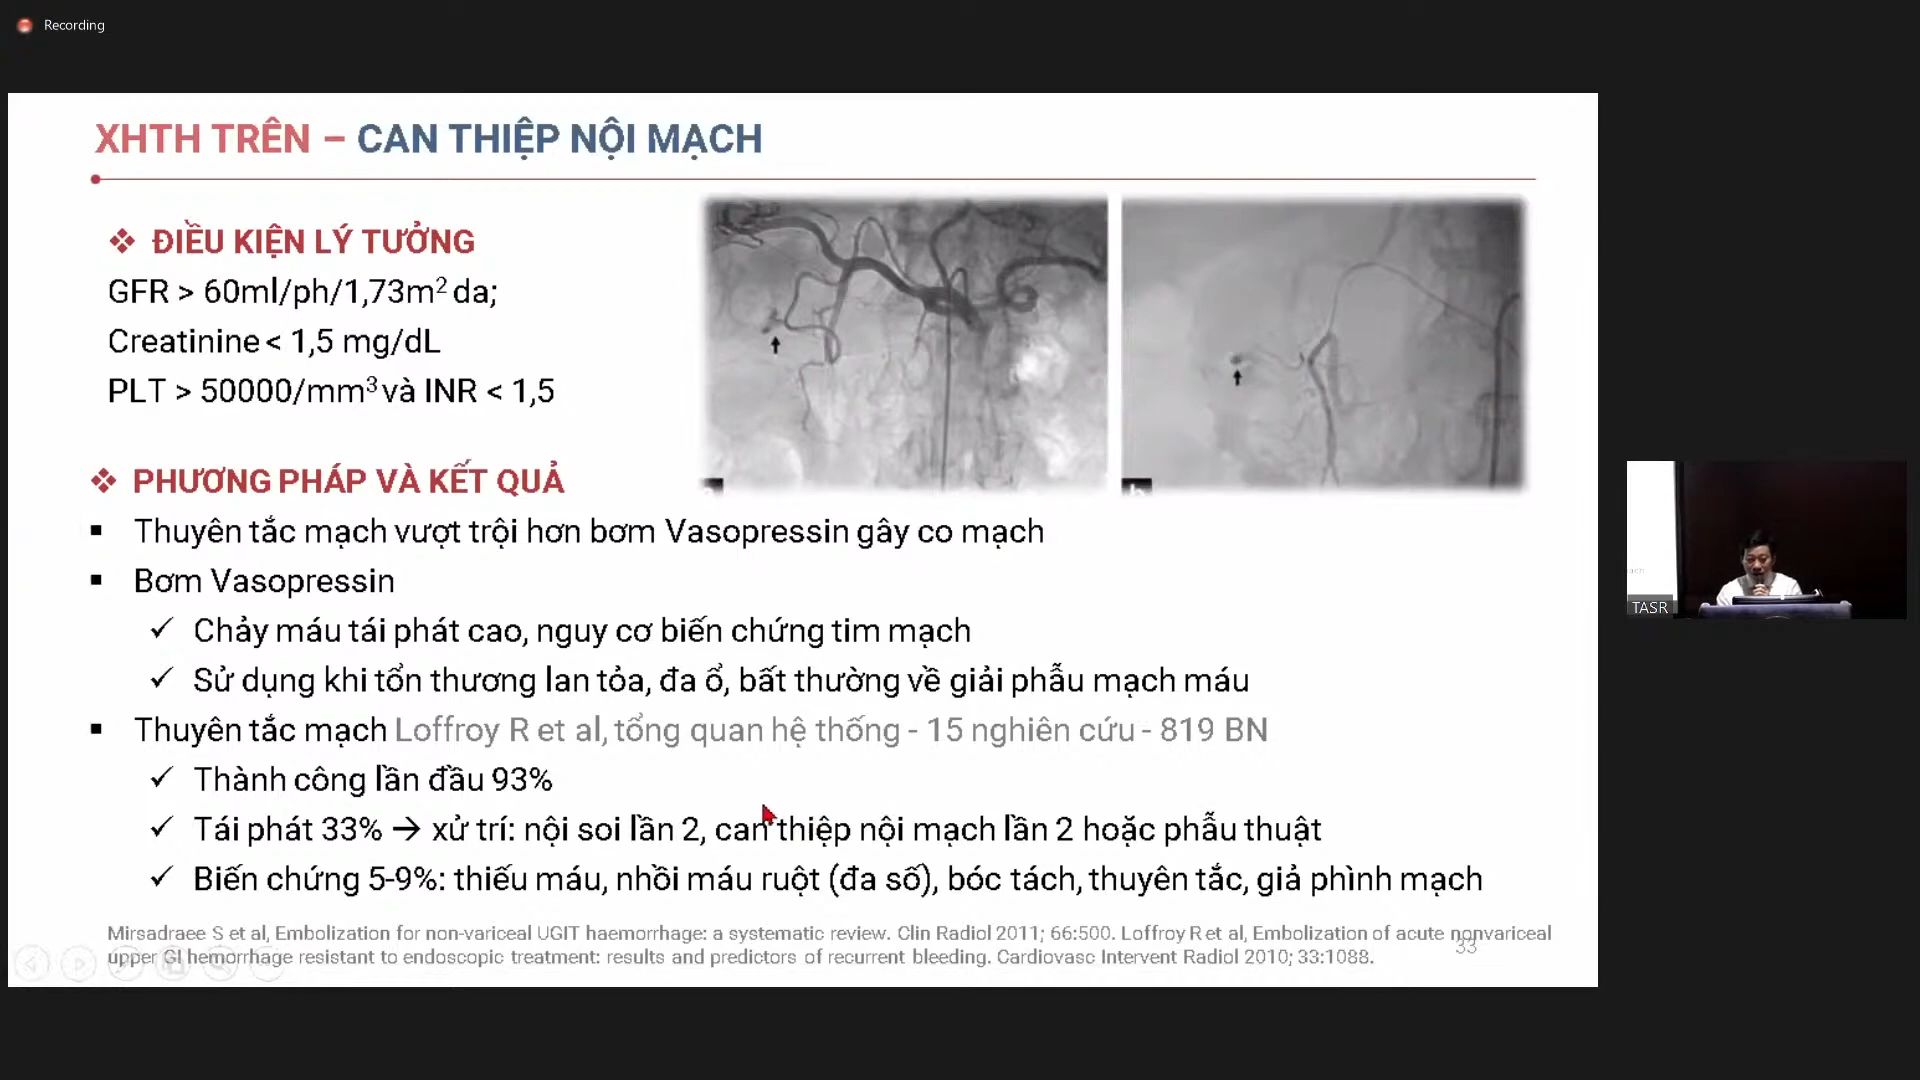 Recording
XHTH TRÊN – CAN THIỆP NỘI MẠCH
❖ ĐIỀU KIỆN LÝ TƯỞNG
GFR > 60ml/ph/1,73m² da;
Creatinine < 1,5 mg/dL
PLT > 50000/mm³ và INR < 1,5
❖ PHƯƠNG PHÁP VÀ KẾT QUẢ
▪ Thuyên tắc mạch vượt trội hơn bơm Vasopressin gây co mạch
▪ Bơm Vasopressin
✓ Chảy máu tái phát cao, nguy cơ biến chứng tim mạch
✓ Sử dụng khi tổn thương lan tỏa, đa ổ, bất thường về giải phẫu mạch máu
▪ Thuyên tắc mạch Loffroy R et al, tổng quan hệ thống - 15 nghiên cứu - 819 BN
✓ Thành công lần đầu 93%
✓ Tái phát 33% → xử trí: nội soi lần 2, can thiệp nội mạch lần 2 hoặc phẫu thuật
✓ Biến chứng 5-9%: thiếu máu, nhồi máu ruột (đa số), bóc tách, thuyên tắc, giả phình mạch
Mirsadraee S et al, Embolization for non-variceal UGIT haemorrhage: a systematic review. Clin Radiol 2011; 66:500. Loffroy R et al, Embolization of acute nonvariceal
upper GI hemorrhage resistant to endoscopic treatment: results and predictors of recurrent bleeding. Cardiovasc Intervent Radiol 2010; 33:1088.
33
TASR